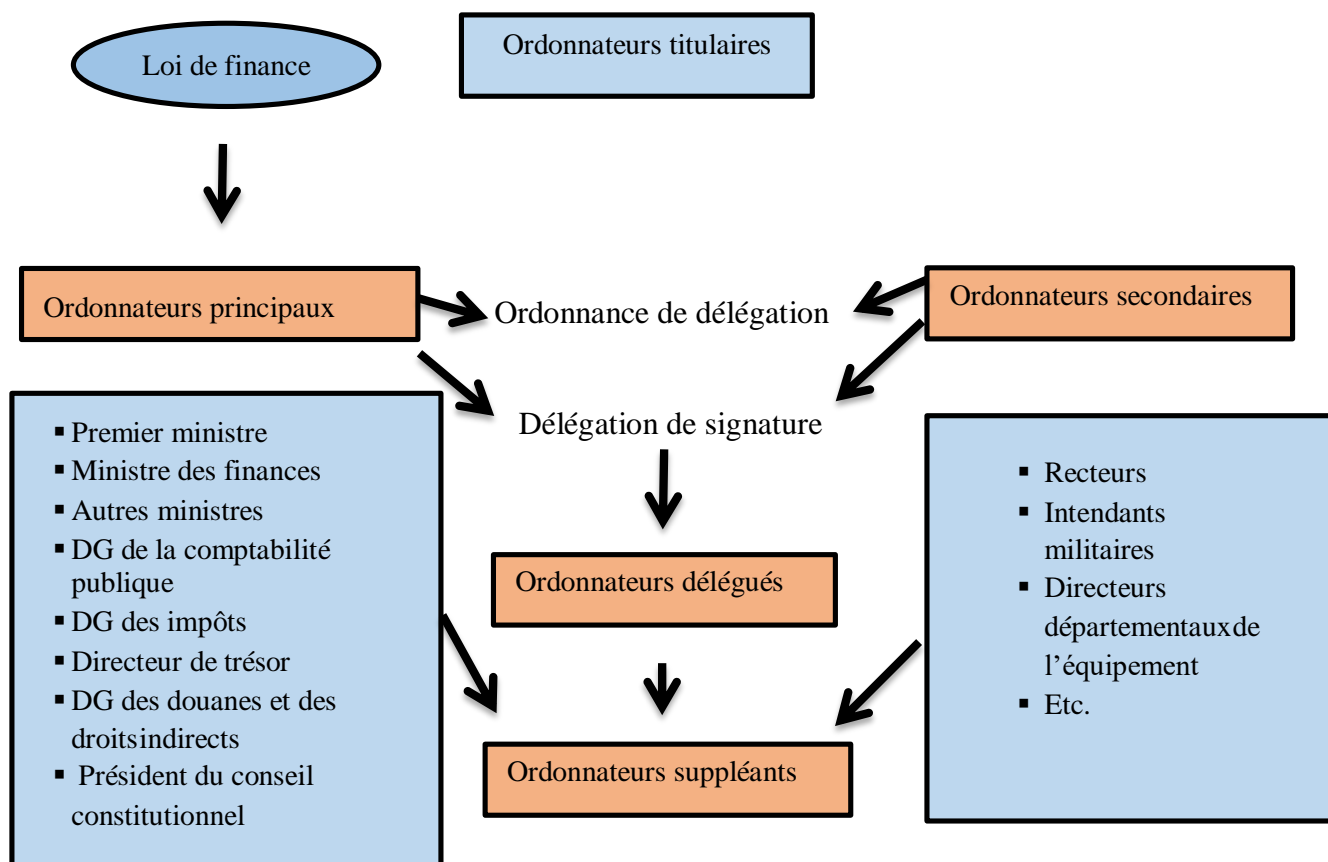 Loi de finance
Ordonnateurs titulaires
Ordonnateurs principaux
Ordonnance de délégation
Ordonnateurs secondaires
Délégation de signature
▪ Premier ministre
▪ Ministre des finances
▪ Autres ministres
▪ DG de la comptabilité
publique
▪ DG des impôts
▪ Directeur de trésor
▪ DG des douanes et des
droitsindirects
▪ Président du conseil
constitutionnel
Ordonnateurs délégués
Ordonnateurs suppléants
▪ Recteurs
▪ Intendants
militaires
▪ Directeurs
départementauxde
l’équipement
▪ Etc.